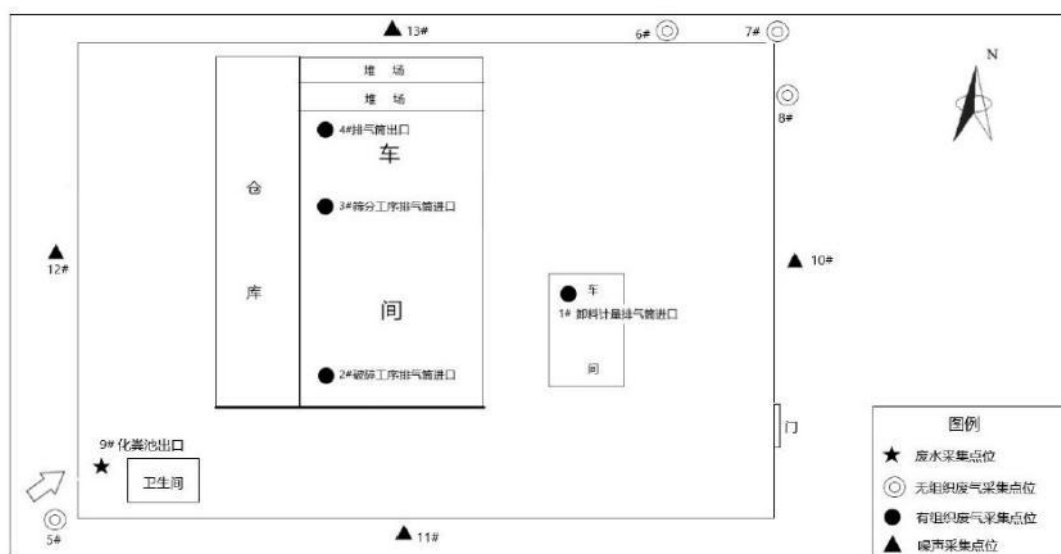 13#
6#
7#
N
堆 场
堆 场
8#
4#排气筒出口
车
仓
3#筛分工序排气筒进口
12#
10#
库
车
间
1# 卸料计量排气筒进口
间
2#破碎工序排气筒进口
门
图例
9# 化粪池出口
废水采集点位
卫生间
无组织废气采集点位
5#
有组织废气采集点位
11#
噪声采集点位